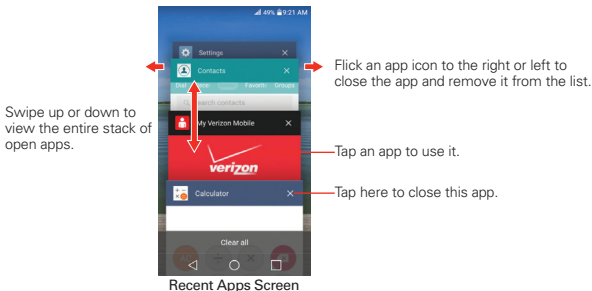 49% 9:21 AM
Settings
Contacts
Favorit Groups
Search contacts
My Verizon Mobile
verizon
Calculator
Clear all
Swipe up or down to
view the entire stack of
open apps.
Flick an app icon to the right or left to
close the app and remove it from the list.
Tap an app to use it.
Tap here to close this app.
Recent Apps Screen